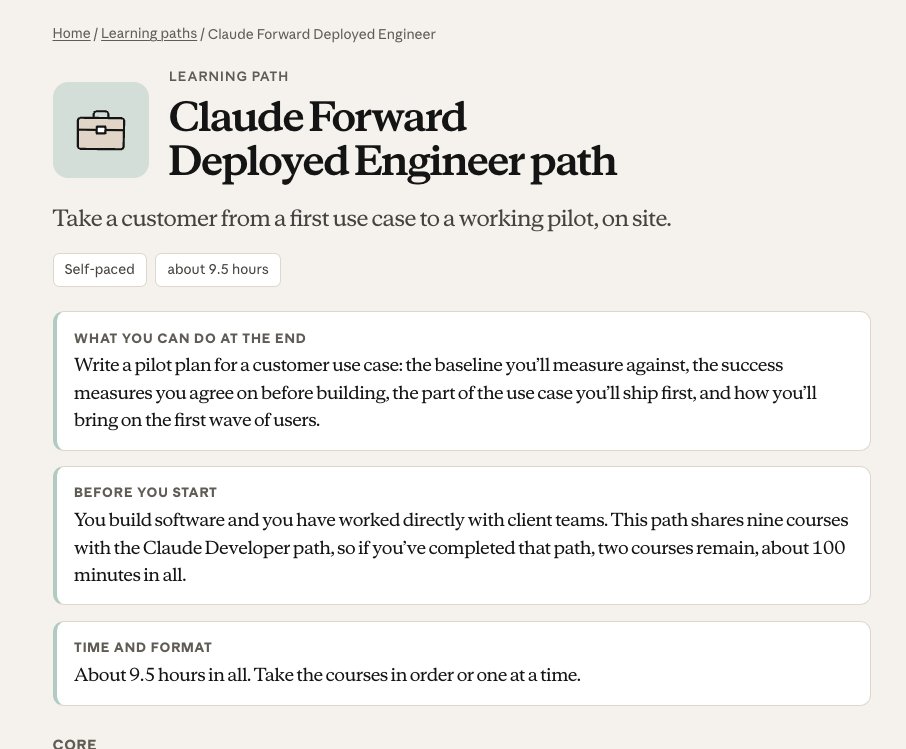 Home / Learning paths / Claude Forward Deployed Engineer
LEARNING PATH
Claude Forward
Deployed Engineer path
Take a customer from a first use case to a working pilot, on site.
Self-paced
about 9.5 hours
WHAT YOU CAN DO AT THE END
Write a pilot plan for a customer use case: the baseline you’ll measure against, the success
measures you agree on before building, the part of the use case you’ll ship first, and how you’ll
bring on the first wave of users.
BEFORE YOU START
You build software and you have worked directly with client teams. This path shares nine courses
with the Claude Developer path, so if you’ve completed that path, two courses remain, about 100
minutes in all.
TIME AND FORMAT
About 9.5 hours in all. Take the courses in order or one at a time.
CORE